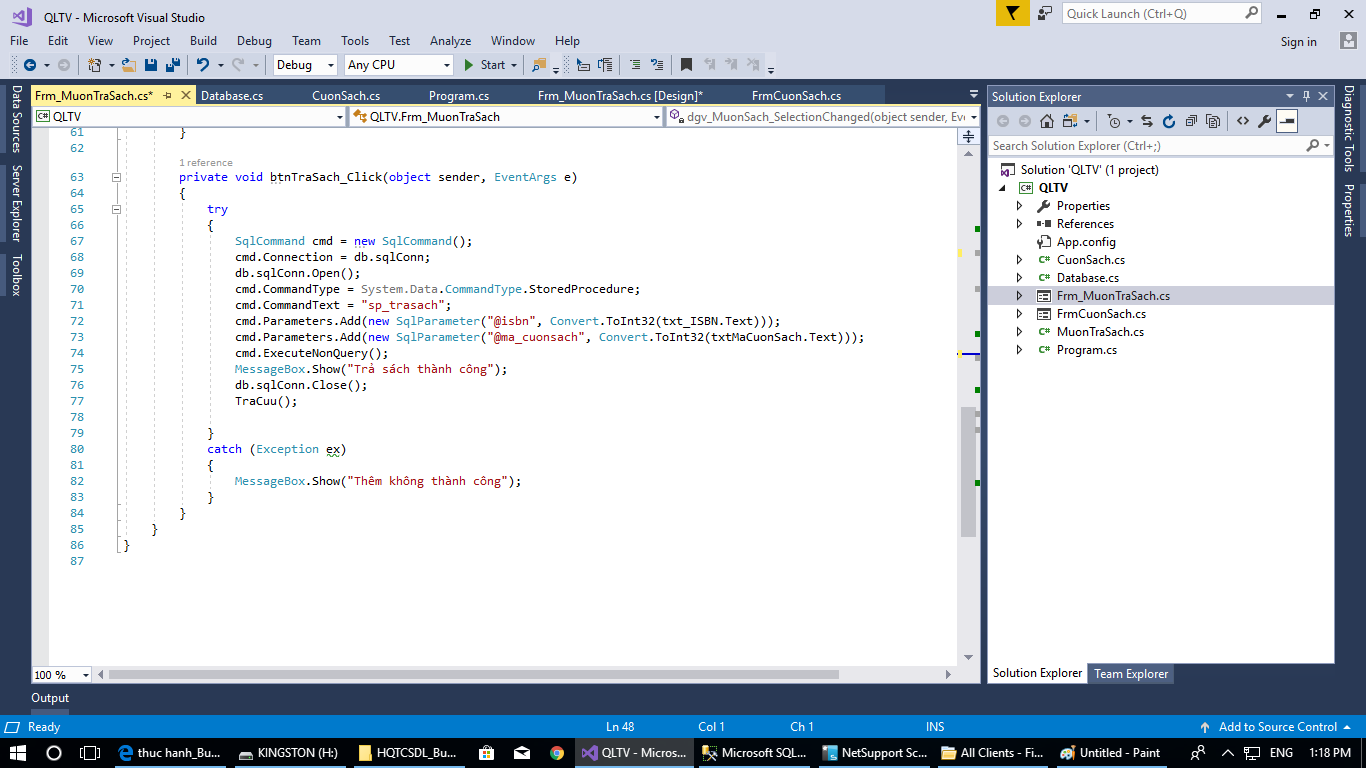 QLTV - Microsoft Visual Studio
Quick Launch (Ctrl+Q)
File Edit View Project Build Debug Team Tools Test Analyze Window Help
Sign in
Debug Any CPU Start
Data Sources
Server Explorer
Toolbox
Frm_MuonTraSach.cs* Database.cs CuonSach.cs Program.cs Frm_MuonTraSach.cs [Design]* FrmCuonSach.cs
QLTV QLTV.Frm_MuonTraSach dgv_MuonSach_SelectionChanged(object sender, Eve
61 }
62
1 reference
63 private void btnTraSach_Click(object sender, EventArgs e)
64 {
65 try
66 {
67 SqlCommand cmd = new SqlCommand();
68 cmd.Connection = db.sqlConn;
69 db.sqlConn.Open();
70 cmd.CommandType = System.Data.CommandType.StoredProcedure;
71 cmd.CommandText = "sp_trasach";
72 cmd.Parameters.Add(new SqlParameter("@isbn", Convert.ToInt32(txt_ISBN.Text)));
73 cmd.Parameters.Add(new SqlParameter("@ma_cuonsach", Convert.ToInt32(txtMaCuonSach.Text)));
74 cmd.ExecuteNonQuery();
75 MessageBox.Show("Trả sách thành công");
76 db.sqlConn.Close();
77 TraCuu();
78
79 }
80 catch (Exception ex)
81 {
82 MessageBox.Show("Thêm không thành công");
83 }
84 }
85 }
86 }
87
100 %
Solution Explorer
Search Solution Explorer (Ctrl+;)
Solution 'QLTV' (1 project)
QLTV
Properties
References
App.config
CuonSach.cs
Database.cs
Frm_MuonTraSach.cs
FrmCuonSach.cs
MuonTraSach.cs
Program.cs
Solution Explorer Team Explorer
Diagnostic Tools
Properties
Output
Ready Ln 48 Col 1 Ch 1 INS Add to Source Control
thuc hanh_Bu... KINGSTON (H:) HQTCSDL_Bu... QLTV - Micros... Microsoft SQL... NetSupport Sc... All Clients - Fi... Untitled - Paint ENG 1:18 PM